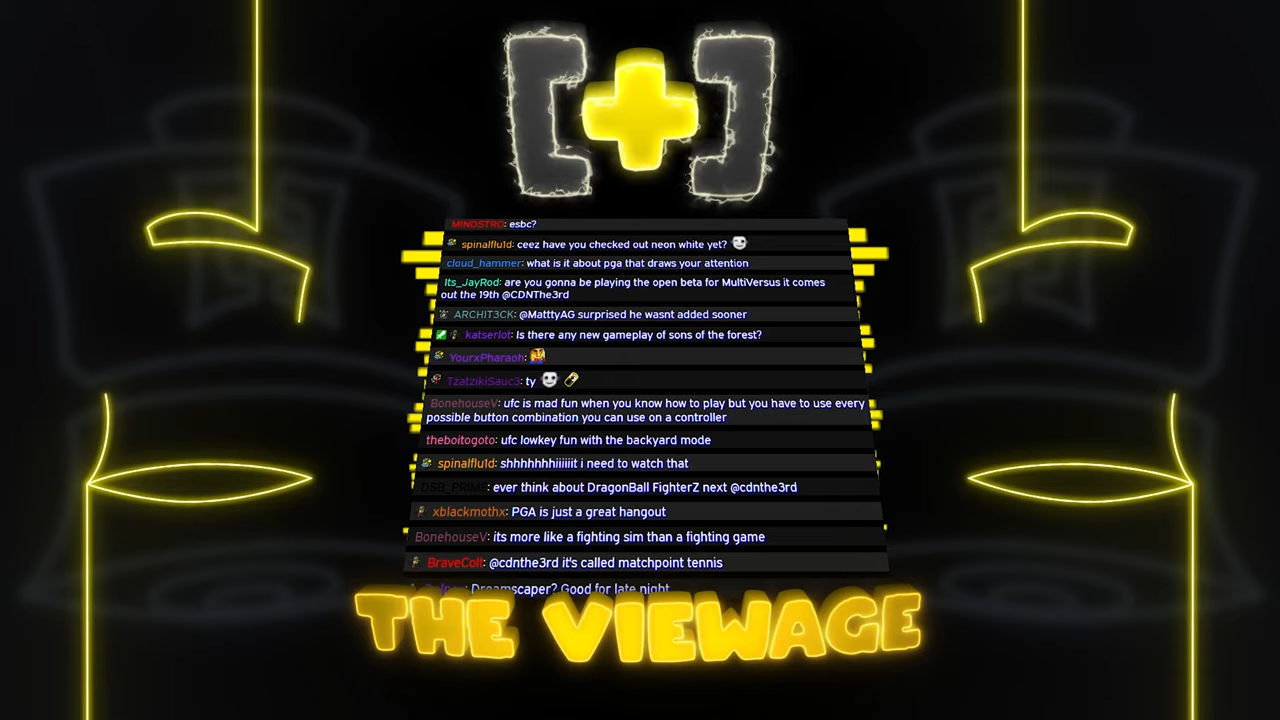 MINDSTRO: esbc?
spinalflu1d: ceez have you checked out neon white yet?
cloud_hammer: what is it about pga that draws your attention
Its_JayRod: are you gonna be playing the open beta for MultiVersus it comes
out the 19th @CDNThe3rd
ARCHIT3CK: @MatttyAG surprised he wasnt added sooner
katserlot: Is there any new gameplay of sons of the forest?
YourxPharaoh:
TzatzikiSauc3: ty
BonehouseV: ufc is mad fun when you know how to play but you have to use every
possible button combination you can use on a controller
theboitogoto: ufc lowkey fun with the backyard mode
spinalflu1d: shhhhhhhiiiiiit i need to watch that
DSB_PRIME: ever think about DragonBall FighterZ next @cdnthe3rd
xblackmothx: PGA is just a great hangout
BonehouseV: its more like a fighting sim than a fighting game
BraveColl: @cdnthe3rd it's called matchpoint tennis
Dreamscaper? Good for late night
THE VIEWAGE